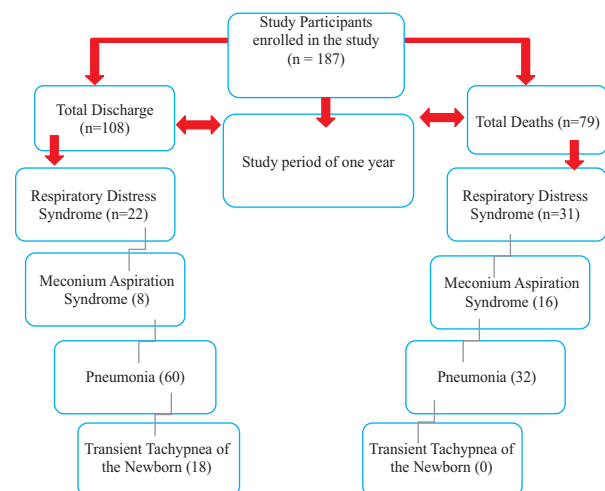 Study Participants
enrolled in the study
(n = 187)
Total Discharge
(n=108)
Study period of one year
Total Deaths
(n=79)
Respiratory Distress
Syndrome (n=22)
Meconium Aspiration
Syndrome (8)
Pneumonia (60)
Transient Tachypnea of
the Newborn (18)
Respiratory Distress
Syndrome (n=31)
Meconium Aspiration
Syndrome (16)
Pneumonia (32)
Transient Tachypnea of
the Newborn (0)